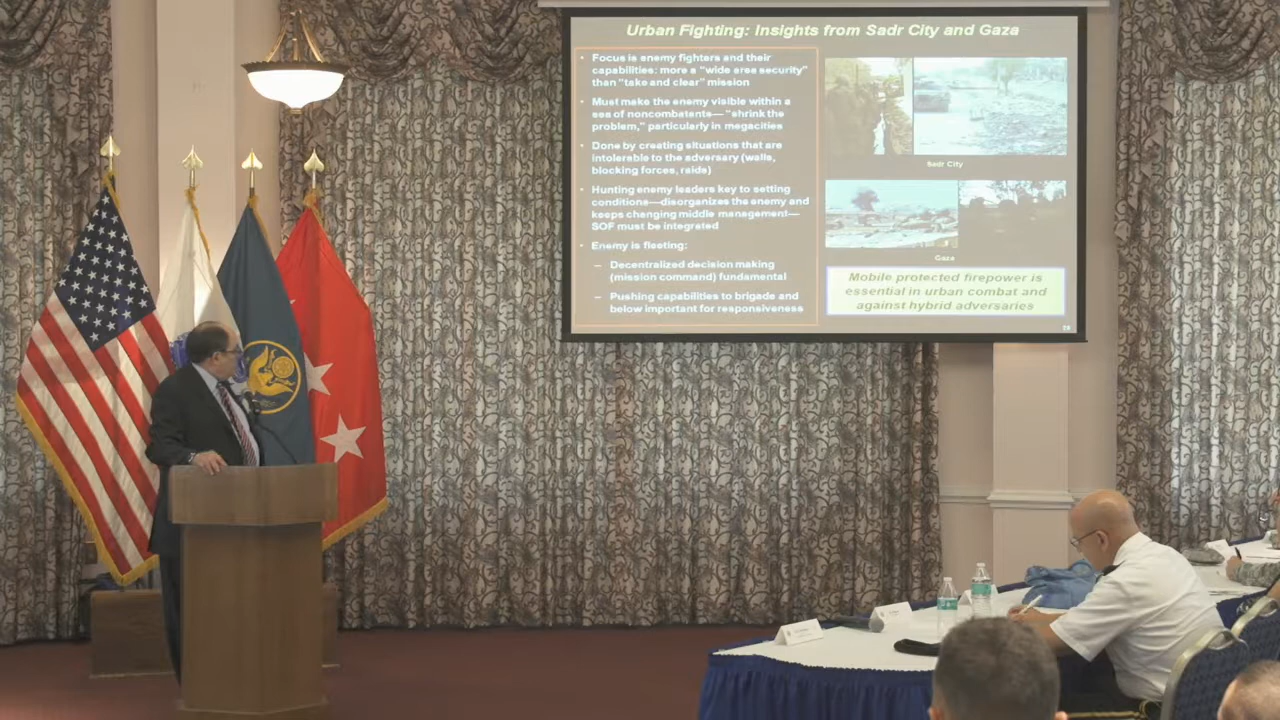 Urban Fighting: Insights from Sadr City and Gaza
• Focus is enemy fighters and their
capabilities: more a "wide area security"
than "take and clear" mission
• Must make the enemy visible within a
sea of noncombatants— "shrink the
problem," particularly in megacities
• Done by creating situations that are
intolerable to the adversary (walls,
blocking forces, raids)
• Hunting enemy leaders key to setting
conditions—disorganizes the enemy and
keeps changing middle management—
SOF must be integrated
• Enemy is fleeting:
– Decentralized decision making
(mission command) fundamental
– Pushing capabilities to brigade and
below important for responsiveness
Sadr City
Gaza
Mobile protected firepower is
essential in urban combat and
against hybrid adversaries